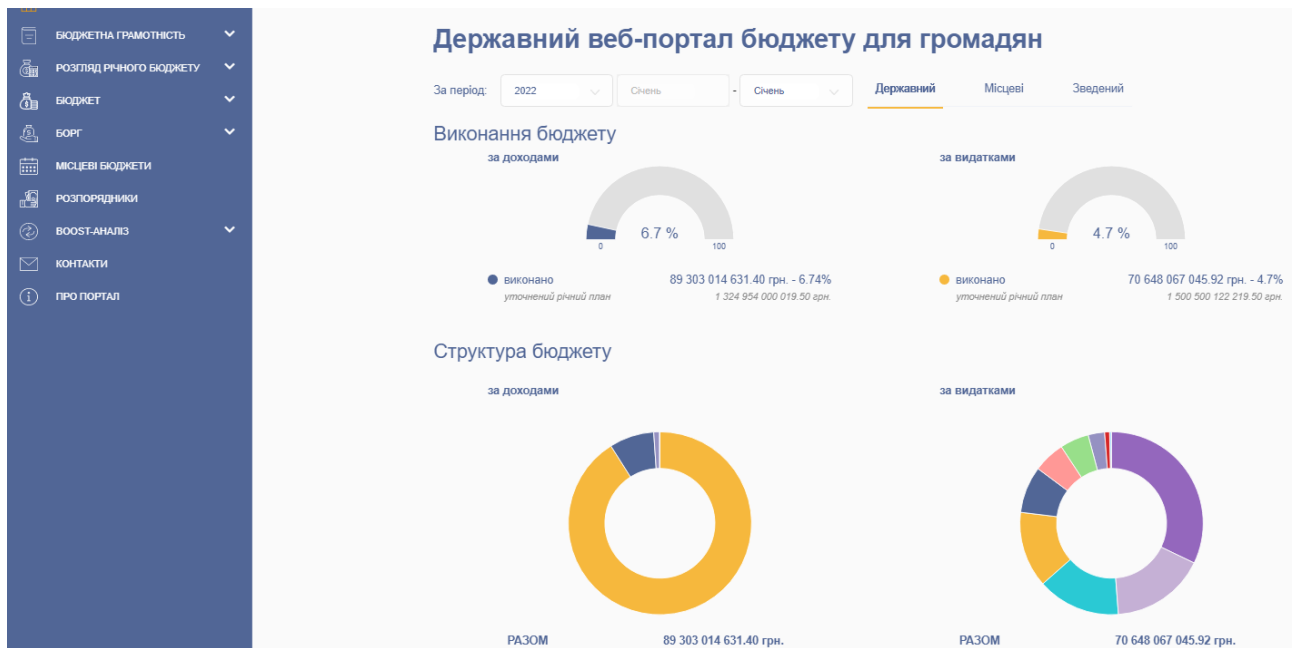 БЮДЖЕТНА ГРАМОТНІСТЬ
РОЗГЛЯД РІЧНОГО БЮДЖЕТУ
БЮДЖЕТ
БОРГ
МІСЦЕВІ БЮДЖЕТИ
РОЗПОРЯДНИКИ
BOOST-АНАЛІЗ
КОНТАКТИ
ПРО ПОРТАЛ
Державний веб-портал бюджету для громадян
За період: 2022 Січень - Січень Державний Місцеві Зведений
Виконання бюджету
за доходами
6.7 %
0 100
виконано 89 303 014 631.40 грн. - 6.74%
уточнений річний план 1 324 954 000 019.50 грн.
за видатками
4.7 %
0 100
виконано 70 648 067 045.92 грн. - 4.7%
уточнений річний план 1 500 500 122 219.50 грн.
Структура бюджету
за доходами
РАЗОМ 89 303 014 631.40 грн.
за видатками
РАЗОМ 70 648 067 045.92 грн.